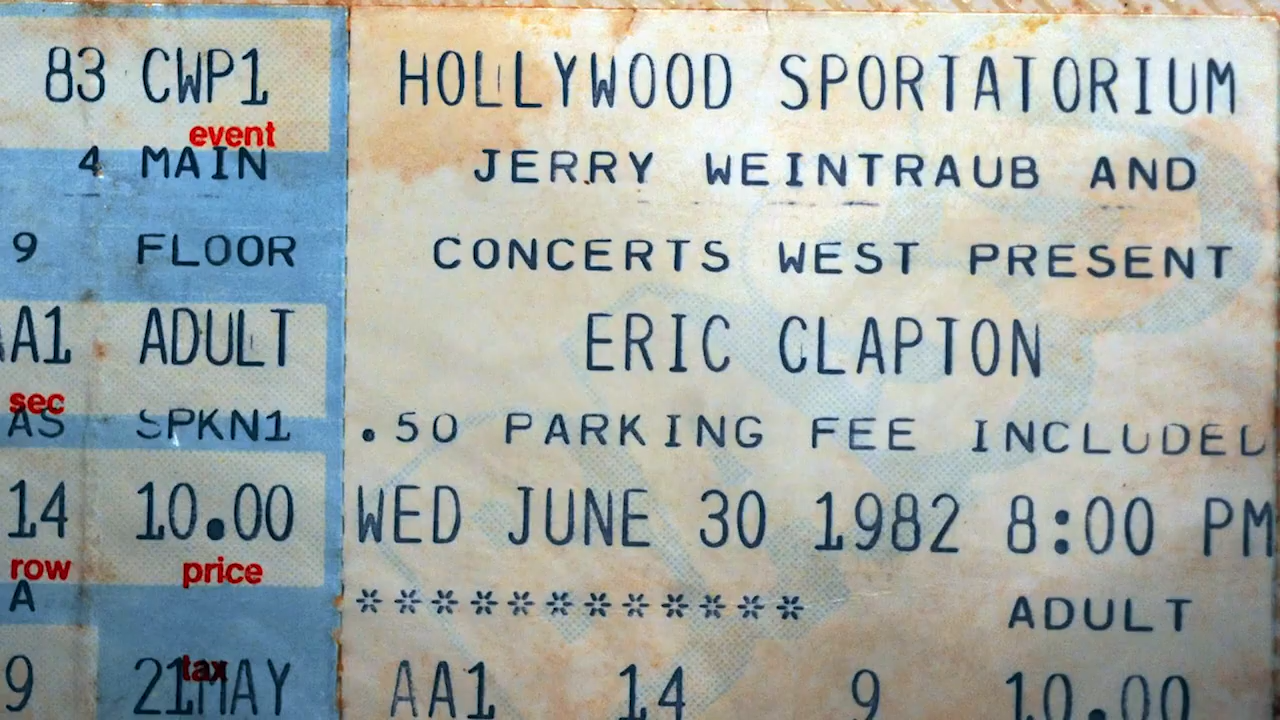 83 CWP1
event
4 MAIN
9 FLOOR
AA1 ADULT
sec
AS SPKN1
14 10.00
row price
A
9 21MAY
tax
HOLLYWOOD SPORTATORIUM
JERRY WEINTRAUB AND
CONCERTS WEST PRESENT
ERIC CLAPTON
.50 PARKING FEE INCLUDED
WED JUNE 30 1982 8:00 PM
************ ADULT
AA1 14 9 10.00